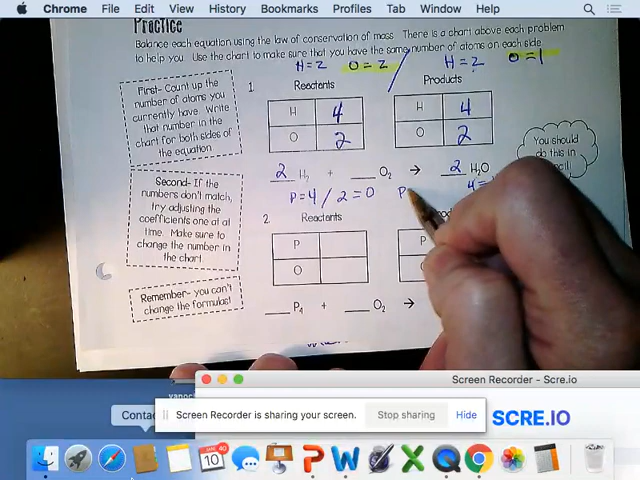 Chrome File Edit View History Bookmarks Profiles Tab Window Help
Practice
Balance each equation using the law of conservation of mass. There is a chart above each problem
to help you. Use the chart to make sure that you have the same number of atoms on each side
H=2 O=2 / H=2 O=1
First- Count up the
number of atoms you
currently have. Write
that number in the
chart for both sides of
the equation
1 Reactants Products
H 4 H 4
O 2 O 2
You should
do this in
2 H₂ + ___ O₂ → 2 H₂O
P=4 / 2=O P 4=
Second- If the
numbers don't match,
try adjusting the
coefficients one at at
time. Make sure to
change the number in
the chart.
2 Reactants
P P
O
Remember- you can't
change the formulas!
___ P₄ + ___ O₂ →
Screen Recorder - Scre.io
Screen Recorder is sharing your screen. Stop sharing Hide
SCRE.IO
Conta
10